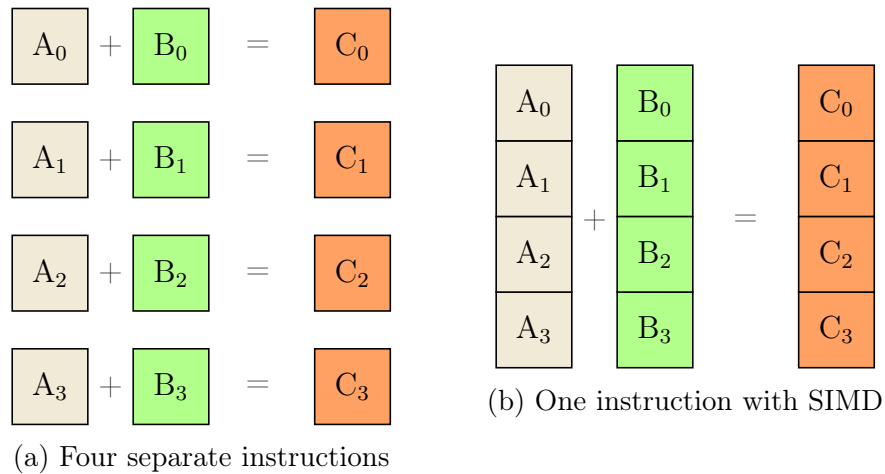 A₀ + B₀ = C₀
A₁ + B₁ = C₁
A₂ + B₂ = C₂
A₃ + B₃ = C₃
(a) Four separate instructions
A₀ B₀ C₀
A₁ B₁ C₁
+ =
A₂ B₂ C₂
A₃ B₃ C₃
(b) One instruction with SIMD